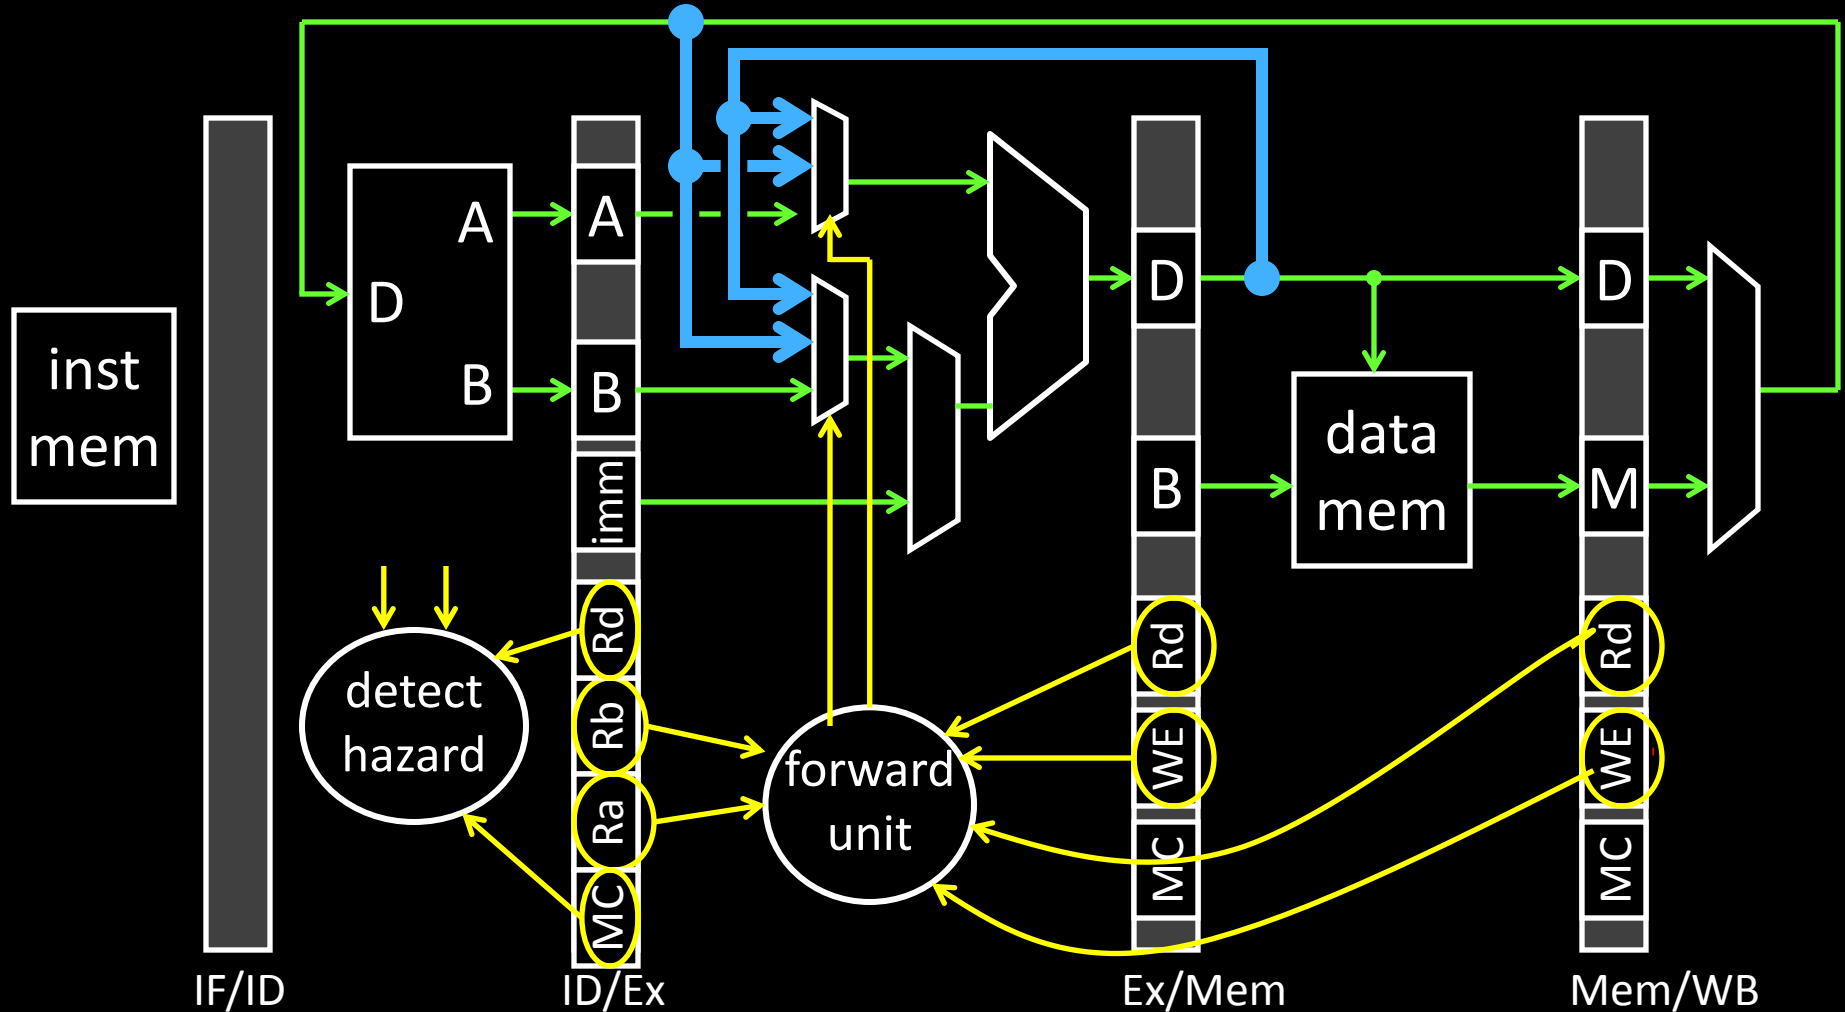 inst
mem
D
A
B
A
B
imm
Rd
Rb
Ra
MC
detect
hazard
forward
unit
D
B
Rd
WE
MC
data
mem
D
M
Rd
WE
MC
IF/ID
ID/Ex
Ex/Mem
Mem/WB